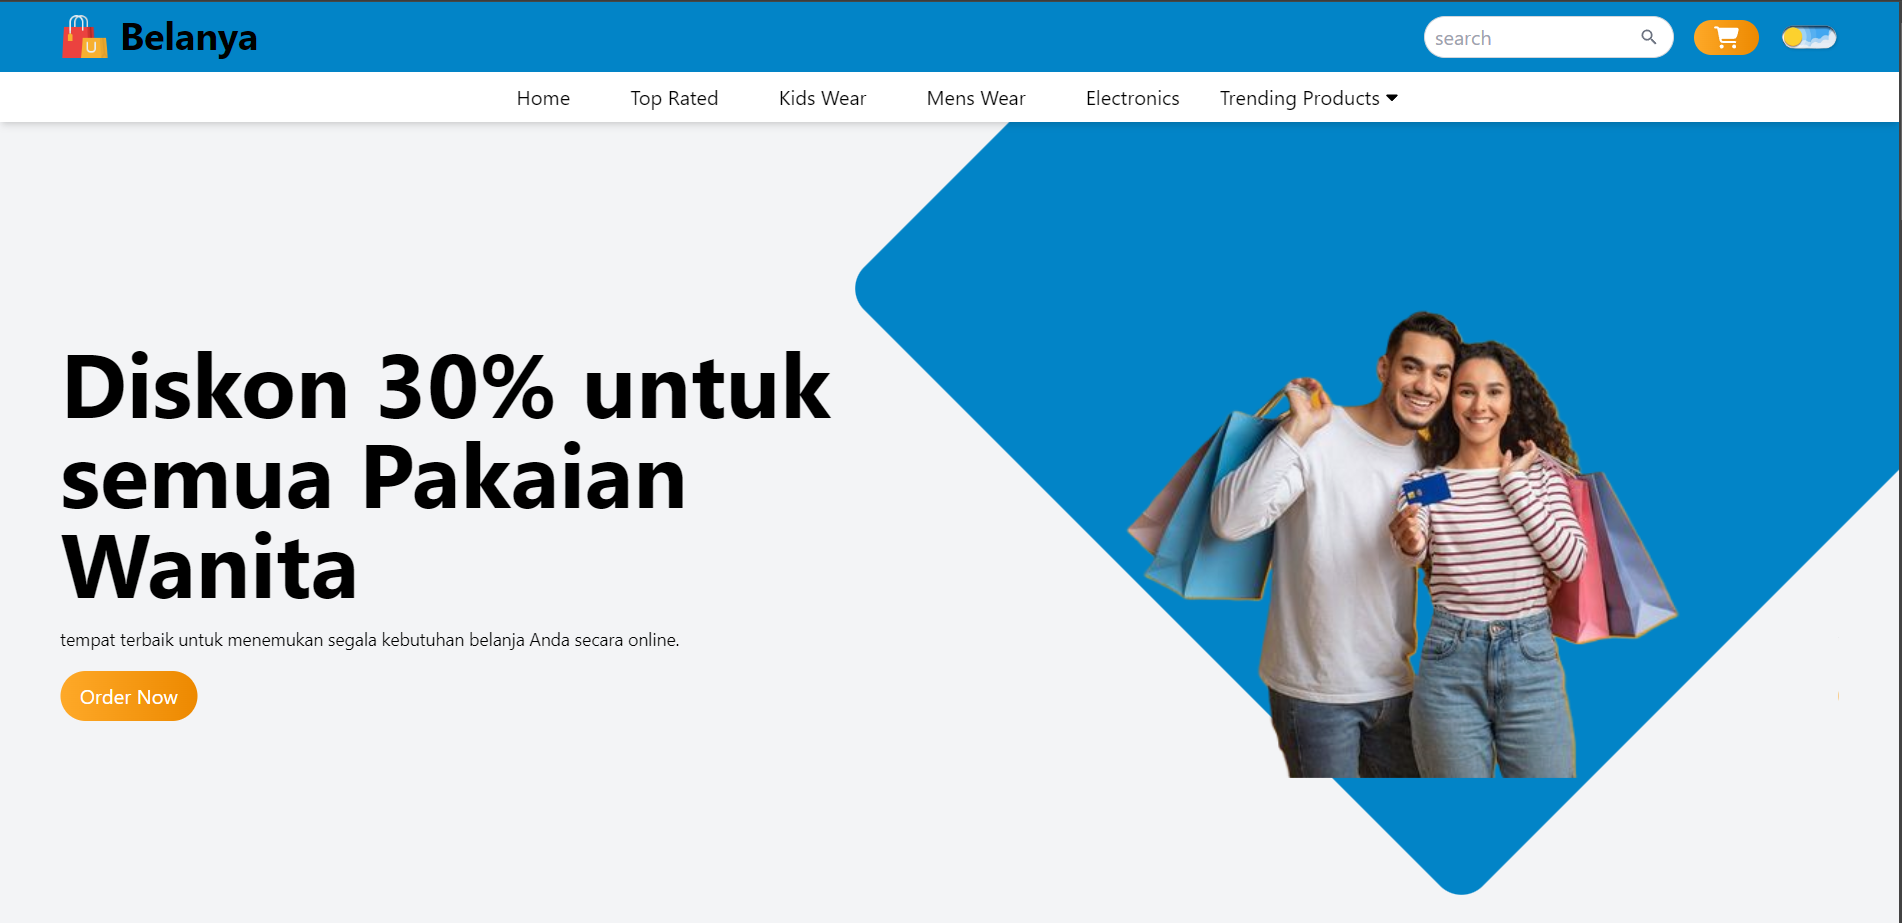 Belanya
search
Home Top Rated Kids Wear Mens Wear Electronics Trending Products
Diskon 30% untuk
semua Pakaian
Wanita
tempat terbaik untuk menemukan segala kebutuhan belanja Anda secara online.
Order Now